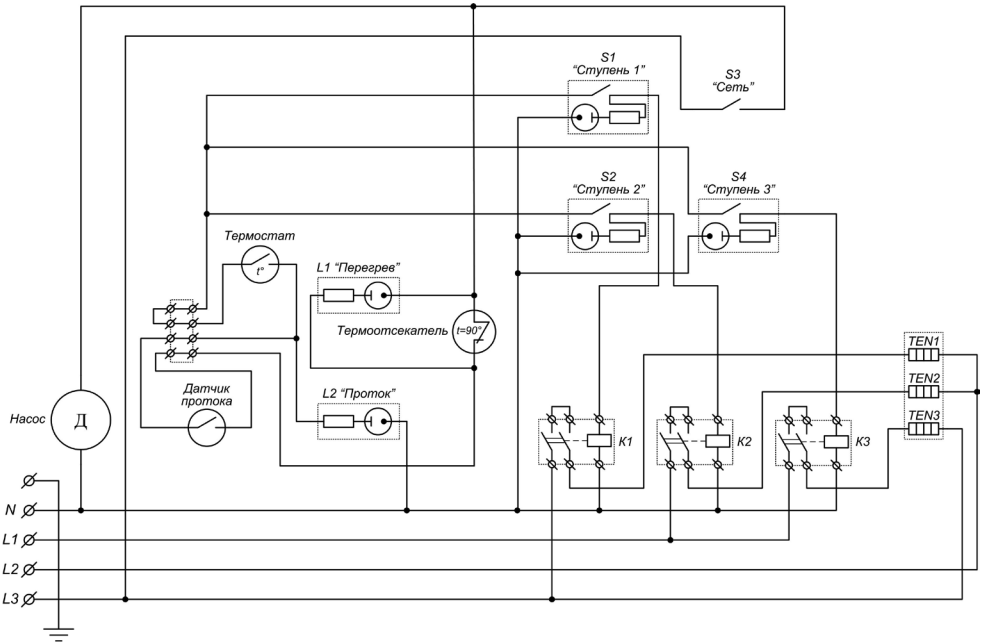 S1
“Ступень 1”
S3
“Сеть”
S2
“Ступень 2”
S4
“Ступень 3”
Термостат
t°
L1 “Перегрев”
Термоотсекатель
t=90°
TEN1
TEN2
TEN3
Датчик
протока
L2 “Проток”
Насос
Д
K1
K2
K3
N
L1
L2
L3